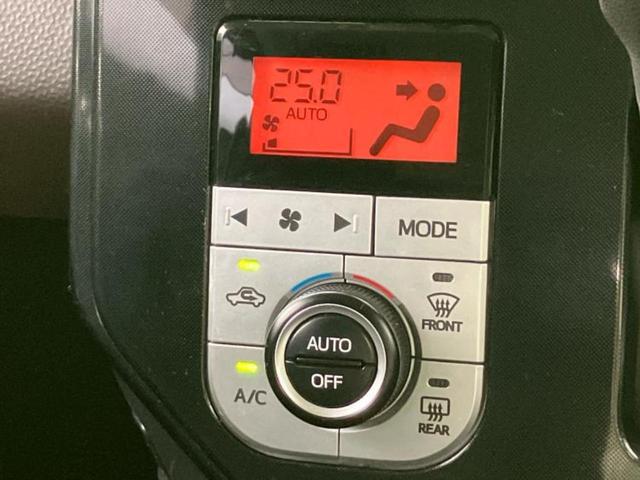 25.0
AUTO
MODE
FRONT
AUTO
OFF
A/C
REAR